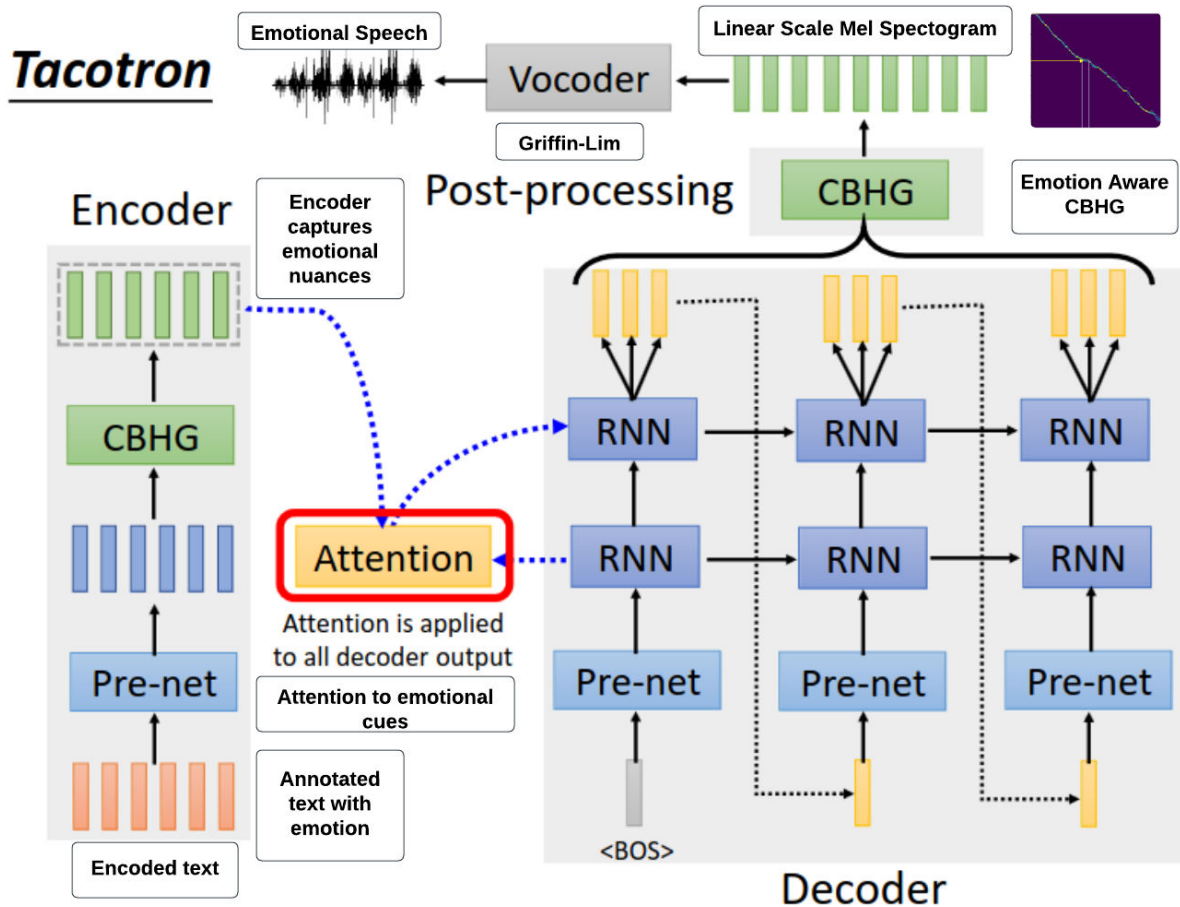 Tacotron
Emotional Speech
Vocoder
Griffin-Lim
Linear Scale Mel Spectogram
Post-processing
CBHG
Emotion Aware
CBHG
Encoder
Encoder
captures
emotional
nuances
CBHG
Pre-net
Encoded text
Annotated
text with
emotion
Attention
Attention is applied
to all decoder output
Attention to emotional
cues
RNN
RNN
RNN
RNN
RNN
RNN
Pre-net
Pre-net
Pre-net
<BOS>
Decoder